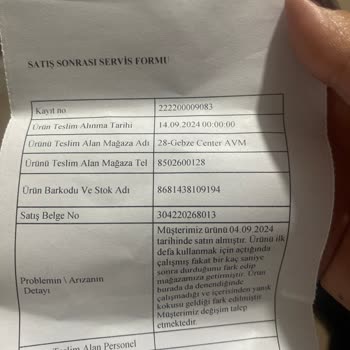 SATIŞ SONRASI SERVİS FORMU
Kayıt no 222200009083
Ürün Teslim Alınma Tarihi 14.09.2024 00:00:00
Ürünü Teslim Alan Mağaza Adı 28-Gebze Center AVM
Ürünü Teslim Alan Mağaza Tel 8502600128
Ürün Barkodu Ve Stok Adı 8681438109194
Satış Belge No 304220268013
Problemin \ Arızanın
Detayı
Müşterimiz ürünü 04.09.2024
tarihinde satın almıştır. Ürünü ilk
defa kullanmak için açtığında
çalışmış fakat bir kaç saniye
sonra durduğunu fark edip
mağazamıza getirmiştir. Ürün
burada da denendiğinde
çalışmadığı ve içerisinden yanık
kokusu geldiği fark edilmiştir.
Müşterimiz değişim talep
etmektedir.
Teslim Alan Personel